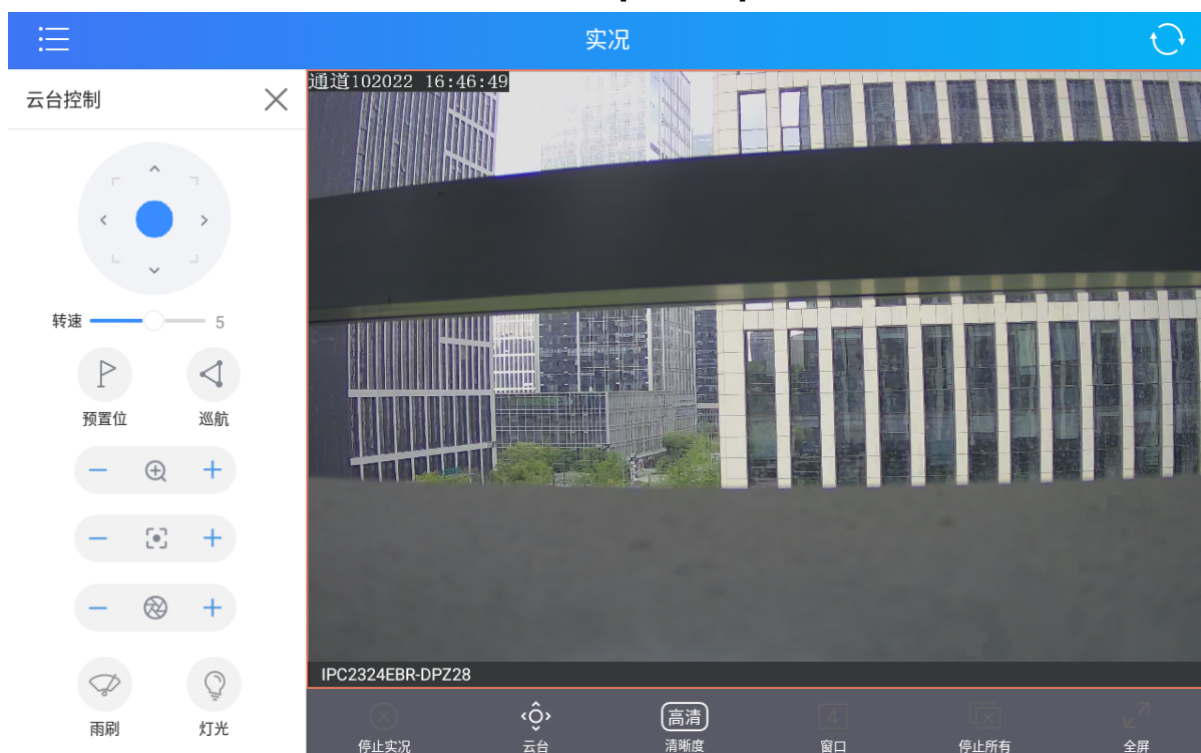 实况
云台控制
通道102022 16:46:49
转速 5
预置位 巡航
雨刷 灯光
IPC2324EBR-DPZ28
高清
4
停止实况 云台 清晰度 窗口 停止所有 全屏